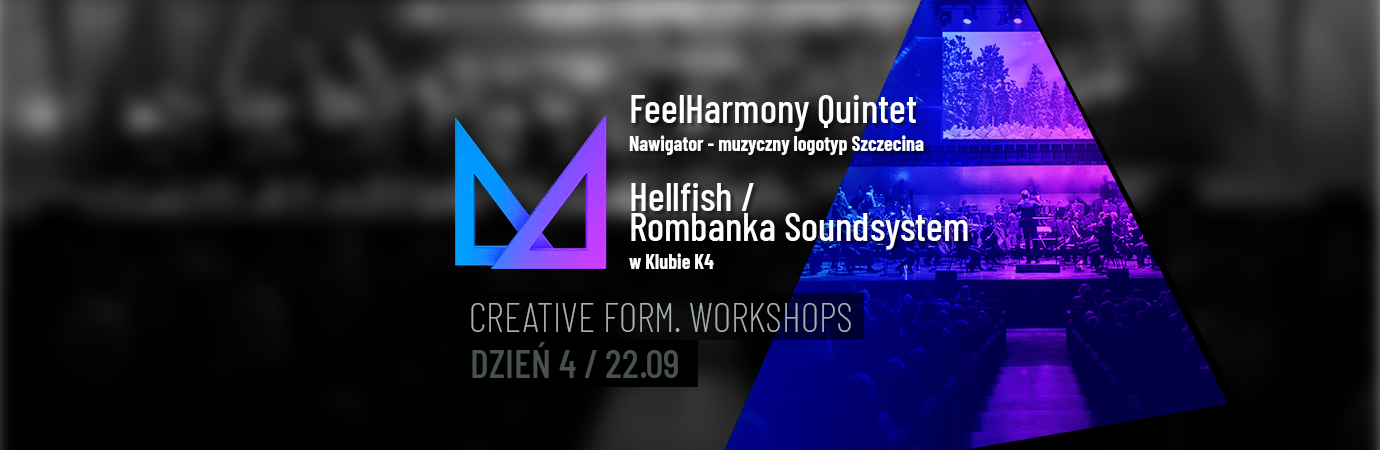 FeelHarmony Quintet
Nawigator - muzyczny logotyp Szczecina
Hellfish /
Rombanka Soundsystem
w Klubie K4
CREATIVE FORM. WORKSHOPS
DZIEŃ 4 / 22.09